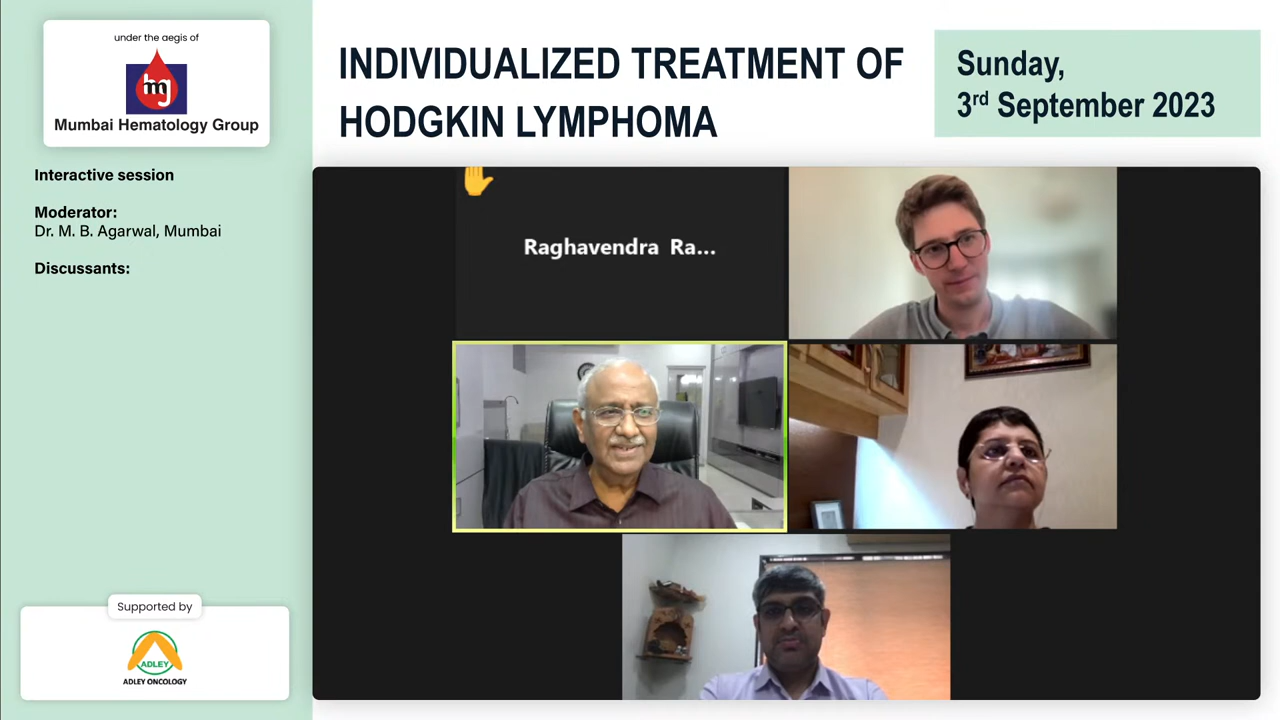 under the aegis of
hg
Mumbai Hematology Group
INDIVIDUALIZED TREATMENT OF
HODGKIN LYMPHOMA
Sunday,
3rd September 2023
Interactive session
Moderator:
Dr. M. B. Agarwal, Mumbai
Discussants:
Raghavendra Ra...
Supported by
ADLEY
ADLEY ONCOLOGY